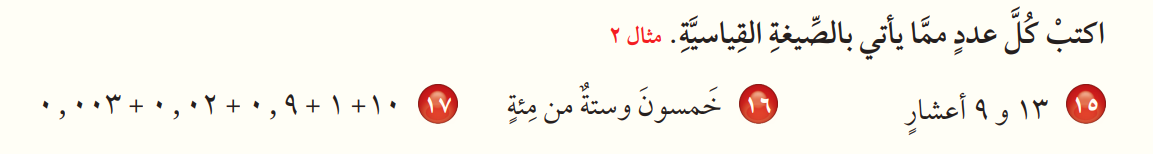 اكتبْ كُلَّ عددٍ ممَّا يأتي بالصِّيغةِ القِياسيَّةِ. مثال ٢
١٥ ١٣ و ٩ أعشارٍ ١٦ خَمسونَ وستةٌ من مِئةٍ ١٧ ١٠ + ١ + ٠,٩ + ٠,٠٢ + ٠,٠٠٣